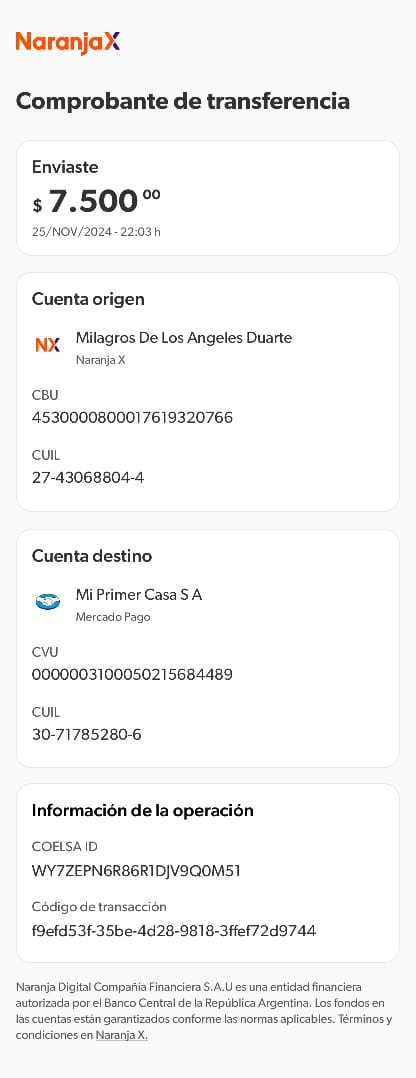 NaranjaX
Comprobante de transferencia
Enviaste
$ 7.500 00
25/NOV/2024 - 22:03 h
Cuenta origen
NX
Milagros De Los Angeles Duarte
Naranja X
CBU
4530000800017619320766
CUIL
27-43068804-4
Cuenta destino
Mi Primer Casa S A
Mercado Pago
CVU
0000003100050215684489
CUIL
30-71785280-6
Información de la operación
COELSA ID
WY7ZEPN6R86R1DJV9Q0M51
Código de transacción
f9efd53f-35be-4d28-9818-3ffef72d9744
Naranja Digital Compañía Financiera S.A.U es una entidad financiera
autorizada por el Banco Central de la República Argentina. Los fondos en
las cuentas están garantizados conforme las normas aplicables. Términos y
condiciones en Naranja X.